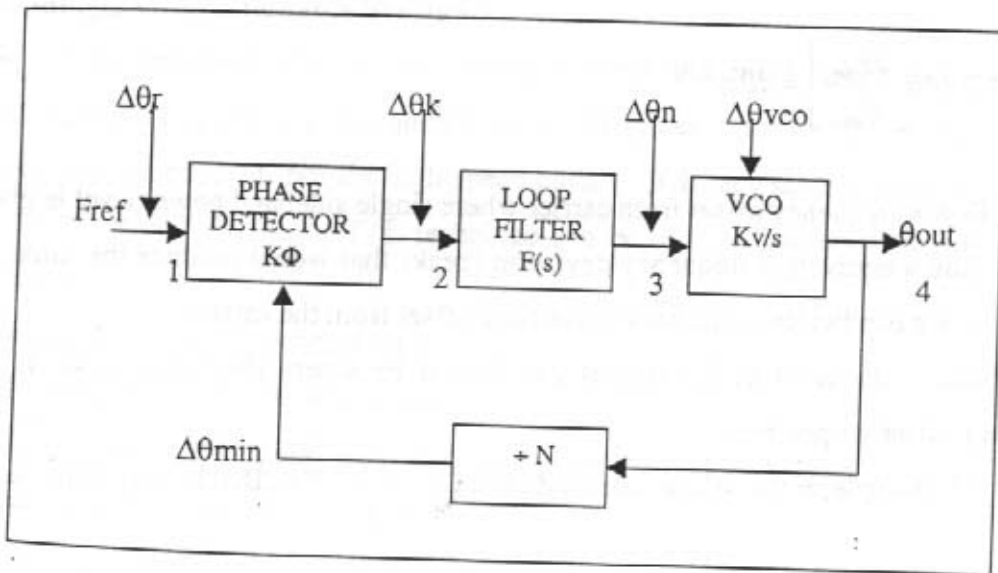 Δθr
Δθk
Δθn
Δθvco
Fref
PHASE
DETECTOR
KΦ
LOOP
FILTER
F(s)
VCO
Kv/s
θout
1
2
3
4
Δθmin
÷ N